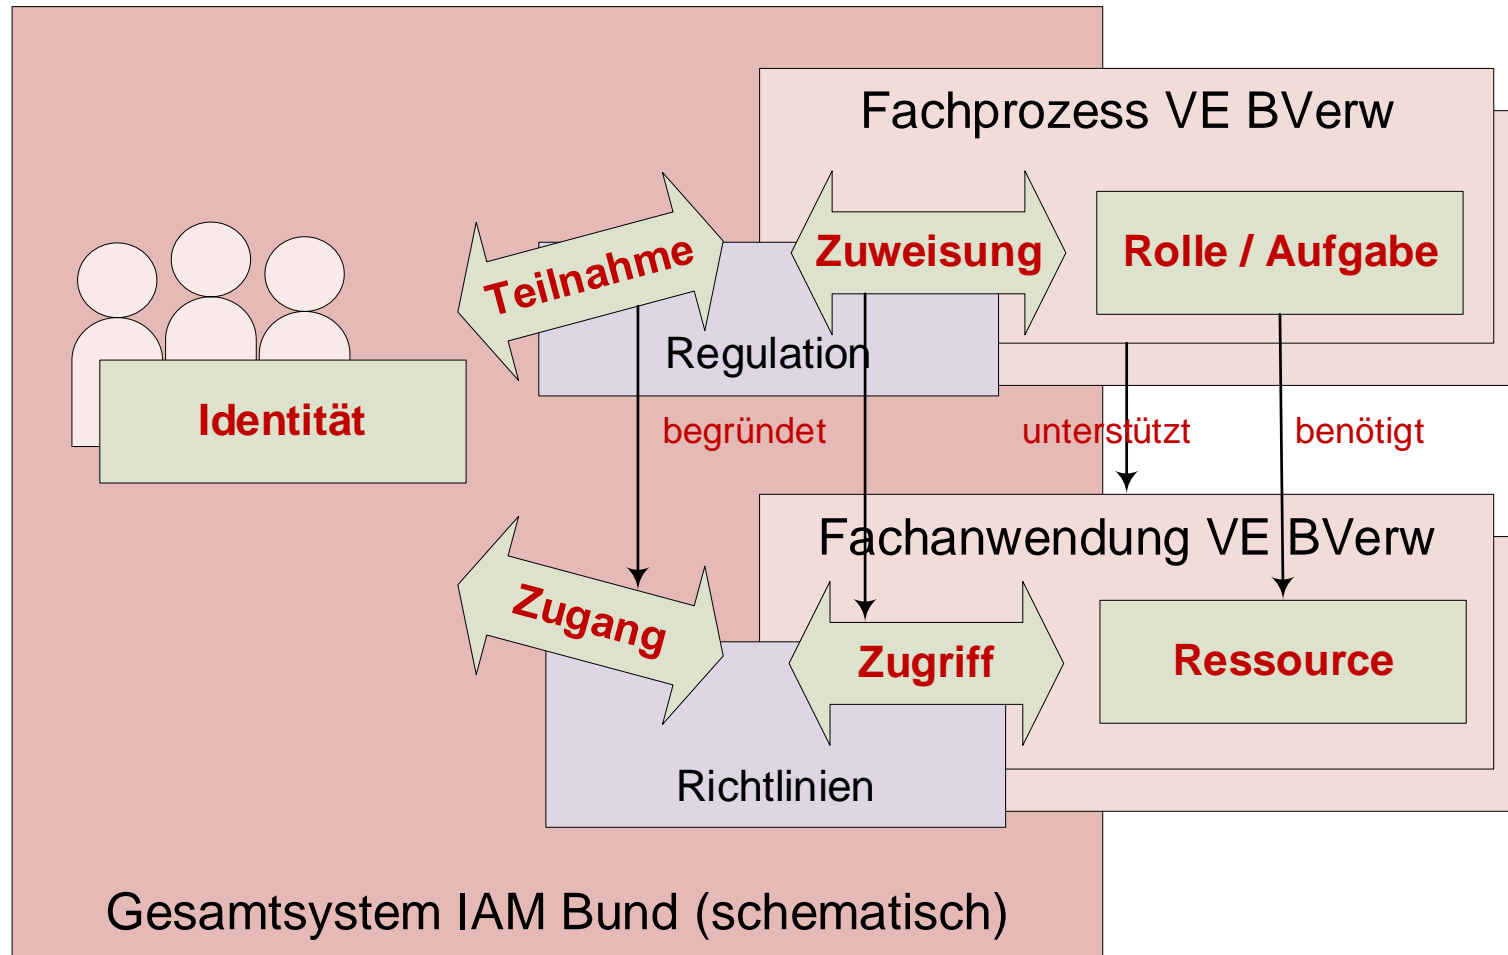 Fachprozess VE BVerw
Teilnahme
Zuweisung
Rolle / Aufgabe
Regulation
Identität
begründet
unterstützt
benötigt
Fachanwendung VE BVerw
Zugang
Zugriff
Ressource
Richtlinien
Gesamtsystem IAM Bund (schematisch)